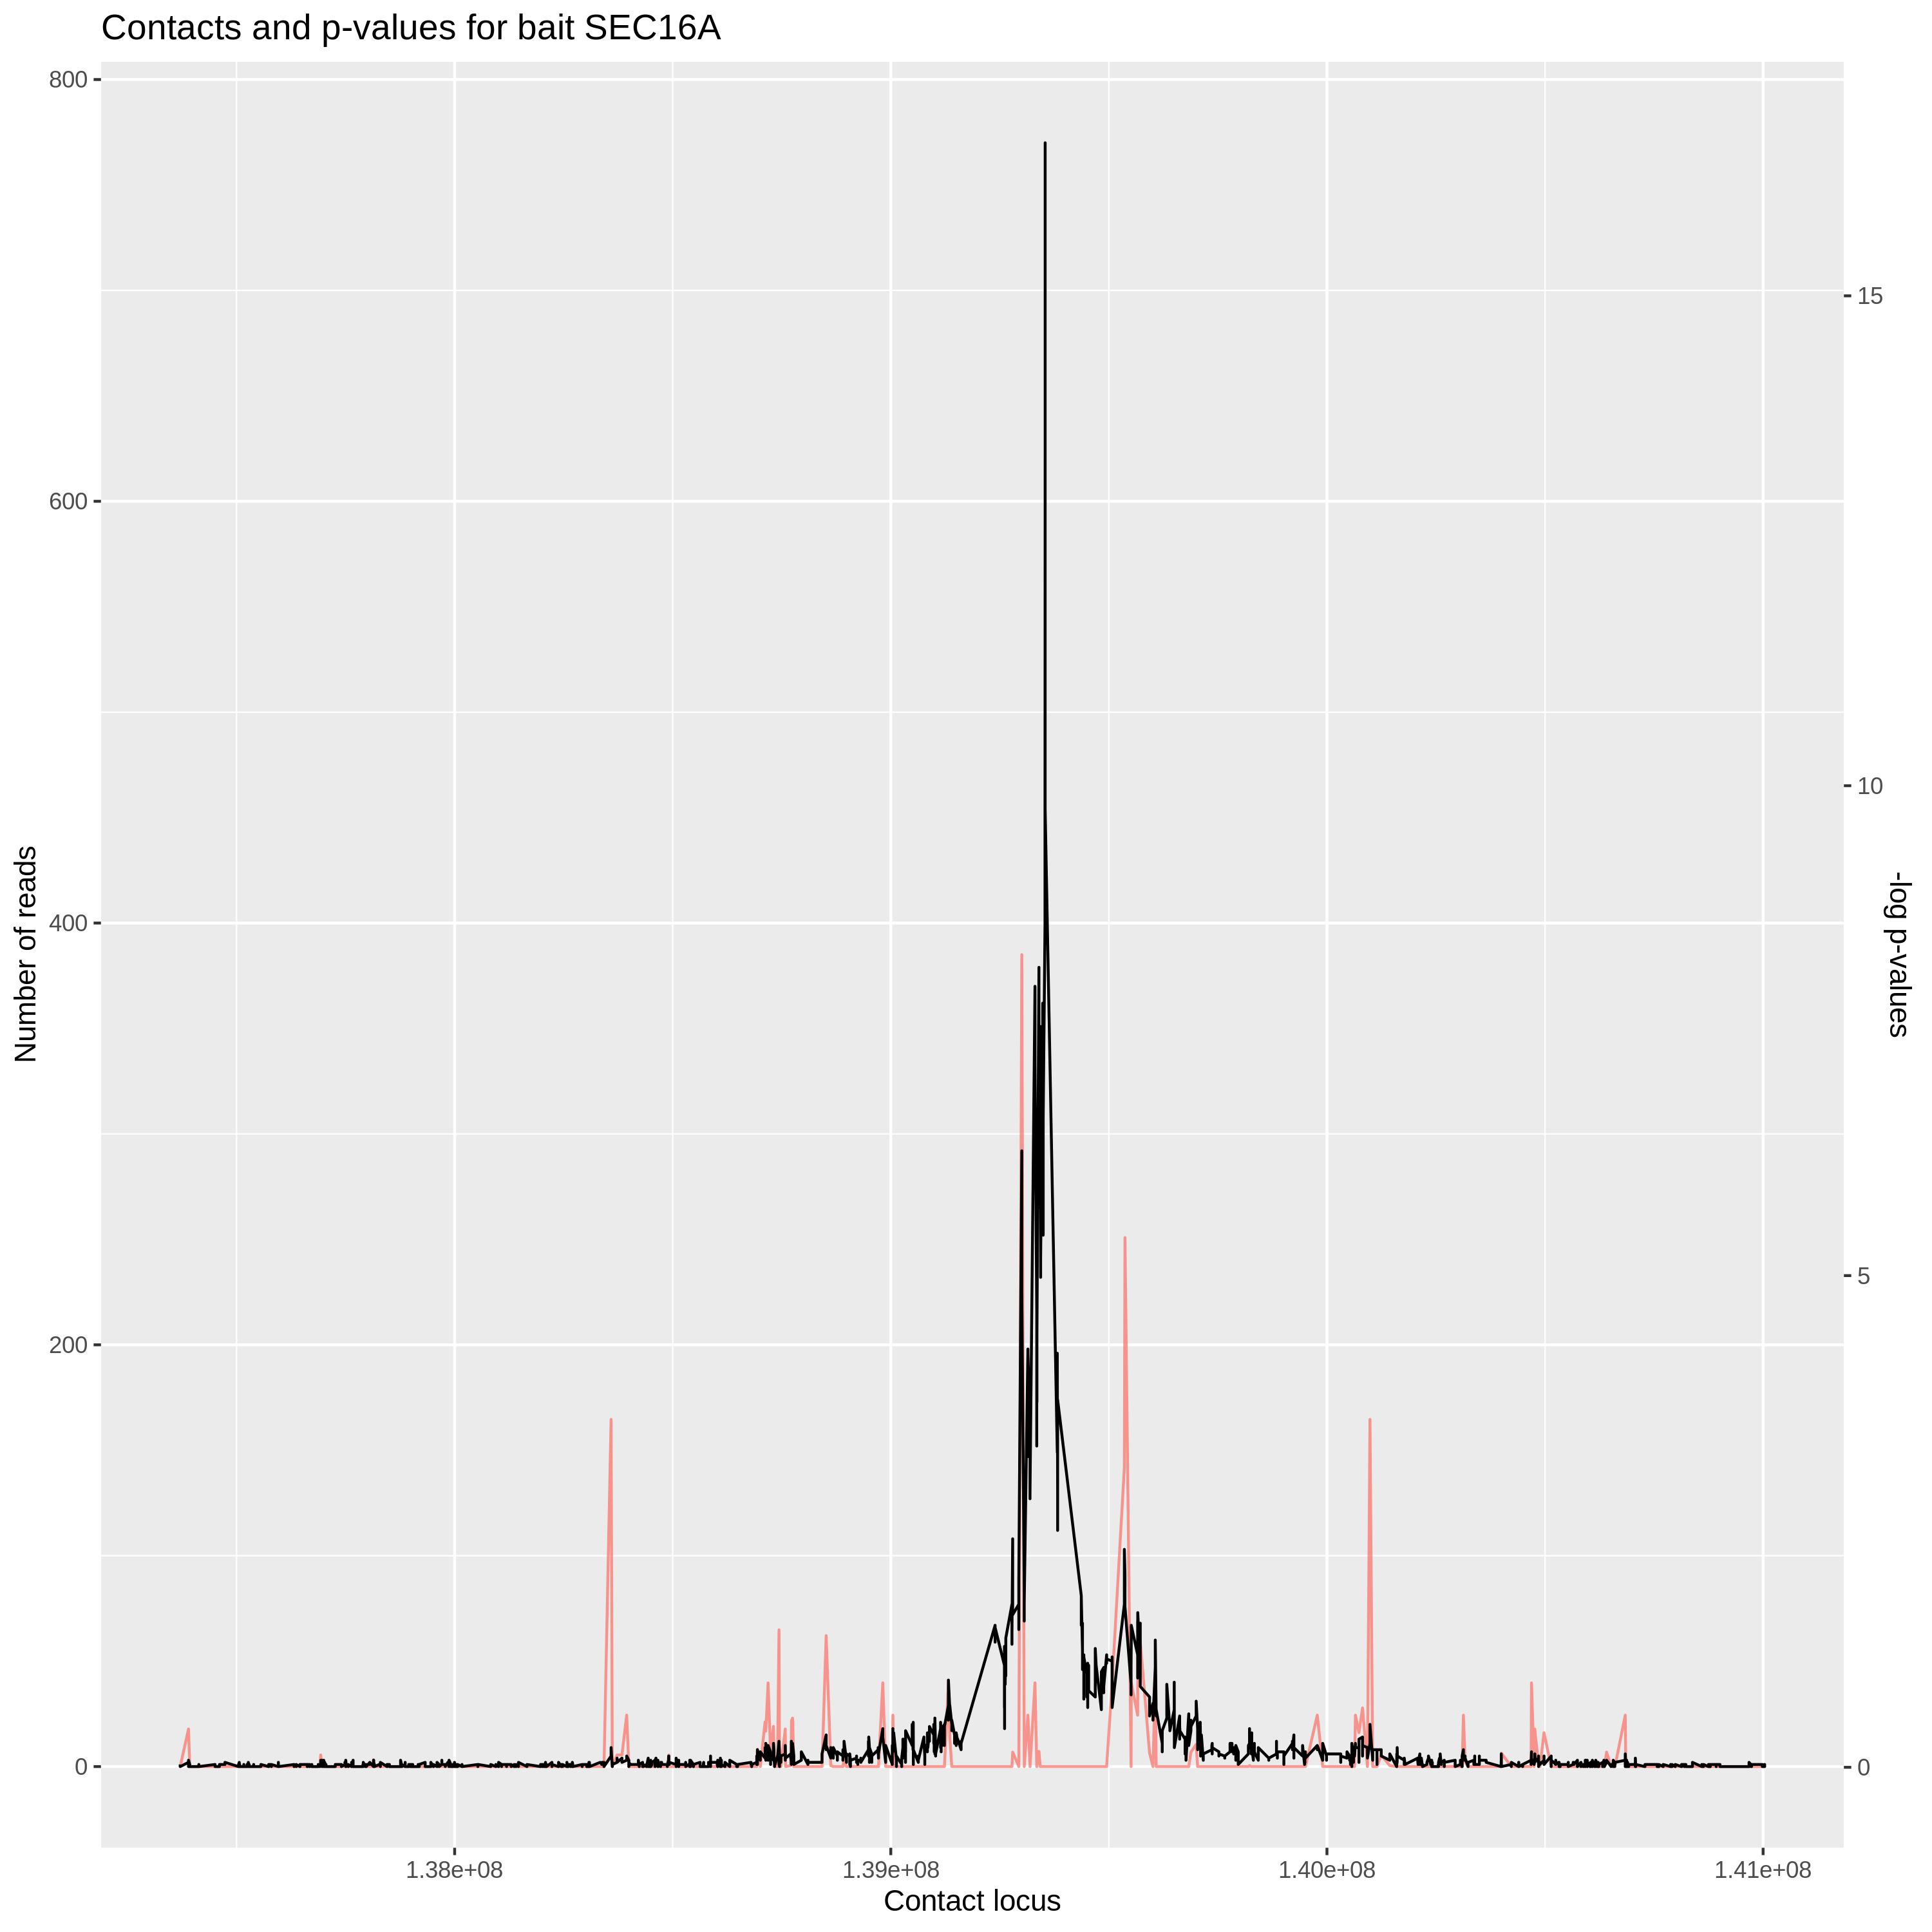 Contacts and p-values for bait SEC16A
800
600
400
200
0
Number of reads
15
10
5
0
-log p-values
1.38e+08
1.39e+08
1.40e+08
1.41e+08
Contact locus